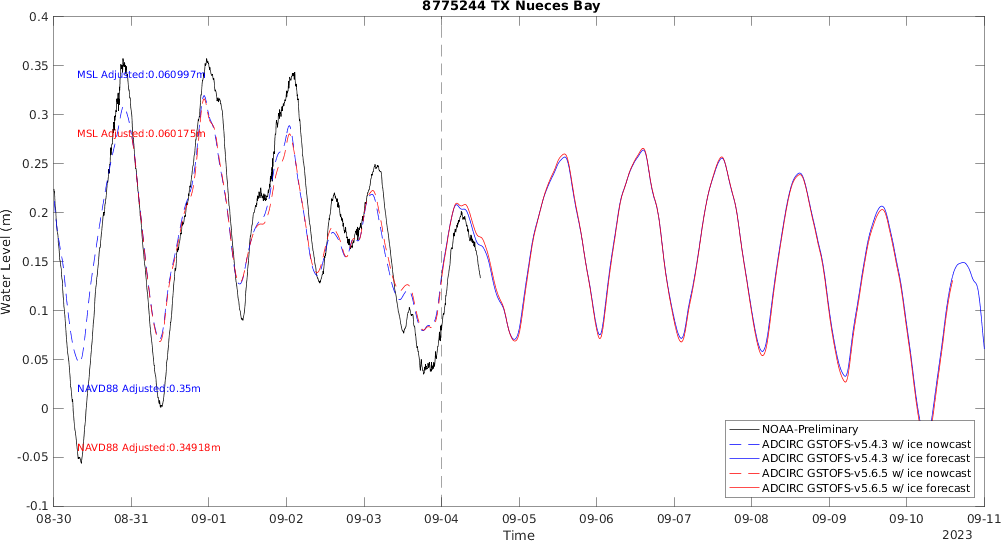 8775244 TX Nueces Bay
0.4
0.35
0.3
0.25
0.2
0.15
0.1
0.05
0
-0.05
-0.1
Water Level (m)
MSL Adjusted:0.060997m
MSL Adjusted:0.060175m
NAVD88 Adjusted:0.35m
NAVD88 Adjusted:0.34918m
NOAA-Preliminary
ADCIRC GSTOFS-v5.4.3 w/ ice nowcast
ADCIRC GSTOFS-v5.4.3 w/ ice forecast
ADCIRC GSTOFS-v5.6.5 w/ ice nowcast
ADCIRC GSTOFS-v5.6.5 w/ ice forecast
08-30 08-31 09-01 09-02 09-03 09-04 09-05 09-06 09-07 09-08 09-09 09-10 09-11
Time
2023